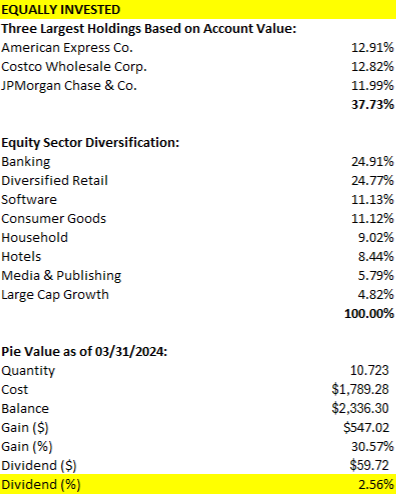 EQUALLY INVESTED
Three Largest Holdings Based on Account Value:
American Express Co. 12.91%
Costco Wholesale Corp. 12.82%
JPMorgan Chase & Co. 11.99%
37.73%
Equity Sector Diversification:
Banking 24.91%
Diversified Retail 24.77%
Software 11.13%
Consumer Goods 11.12%
Household 9.02%
Hotels 8.44%
Media & Publishing 5.79%
Large Cap Growth 4.82%
100.00%
Pie Value as of 03/31/2024:
Quantity 10.723
Cost $1,789.28
Balance $2,336.30
Gain ($) $547.02
Gain (%) 30.57%
Dividend ($) $59.72
Dividend (%) 2.56%